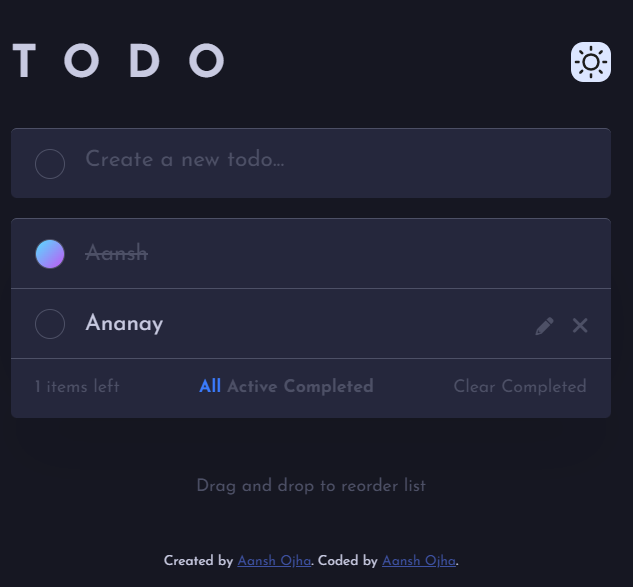 TODO
Create a new todo...
Aansh
Ananay
1 items left All Active Completed Clear Completed
Drag and drop to reorder list
Created by Aansh Ojha. Coded by Aansh Ojha.